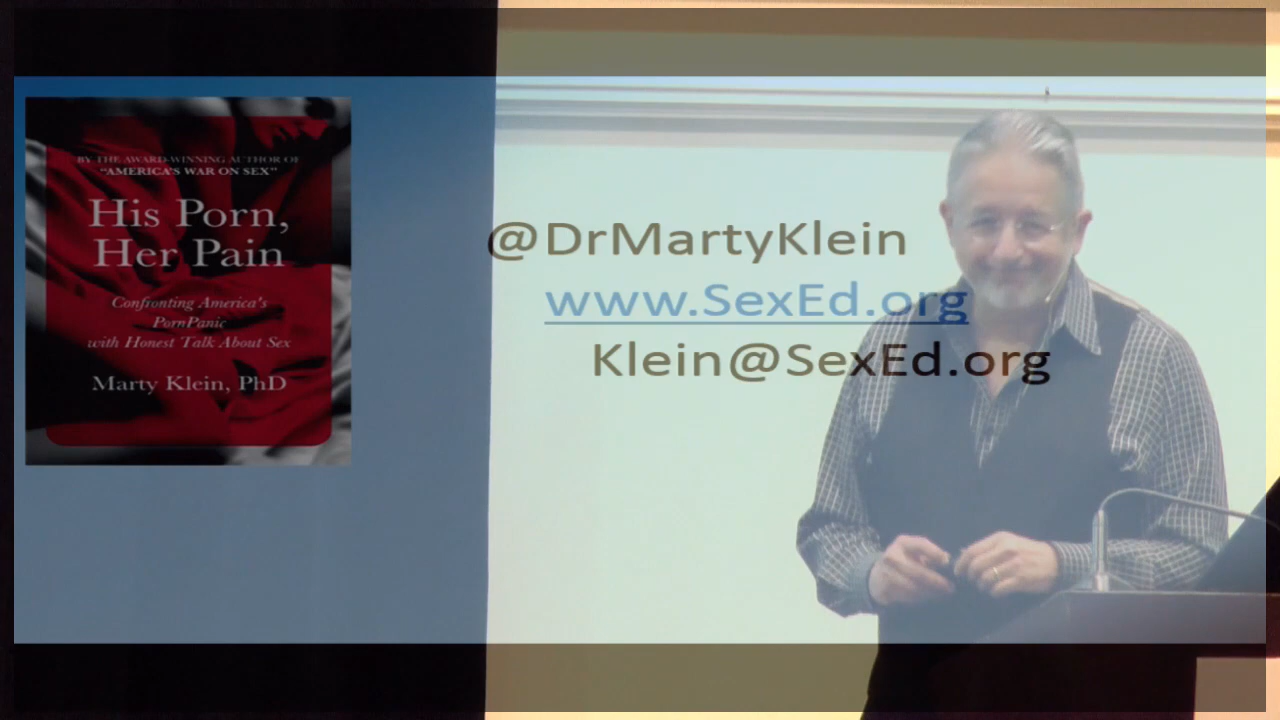 BY THE AWARD-WINNING AUTHOR OF
"AMERICA'S WAR ON SEX"
His Porn,
Her Pain
Confronting America's
PornPanic
with Honest Talk About Sex
Marty Klein, PhD
@DrMartyKlein
www.SexEd.org
Klein@SexEd.org